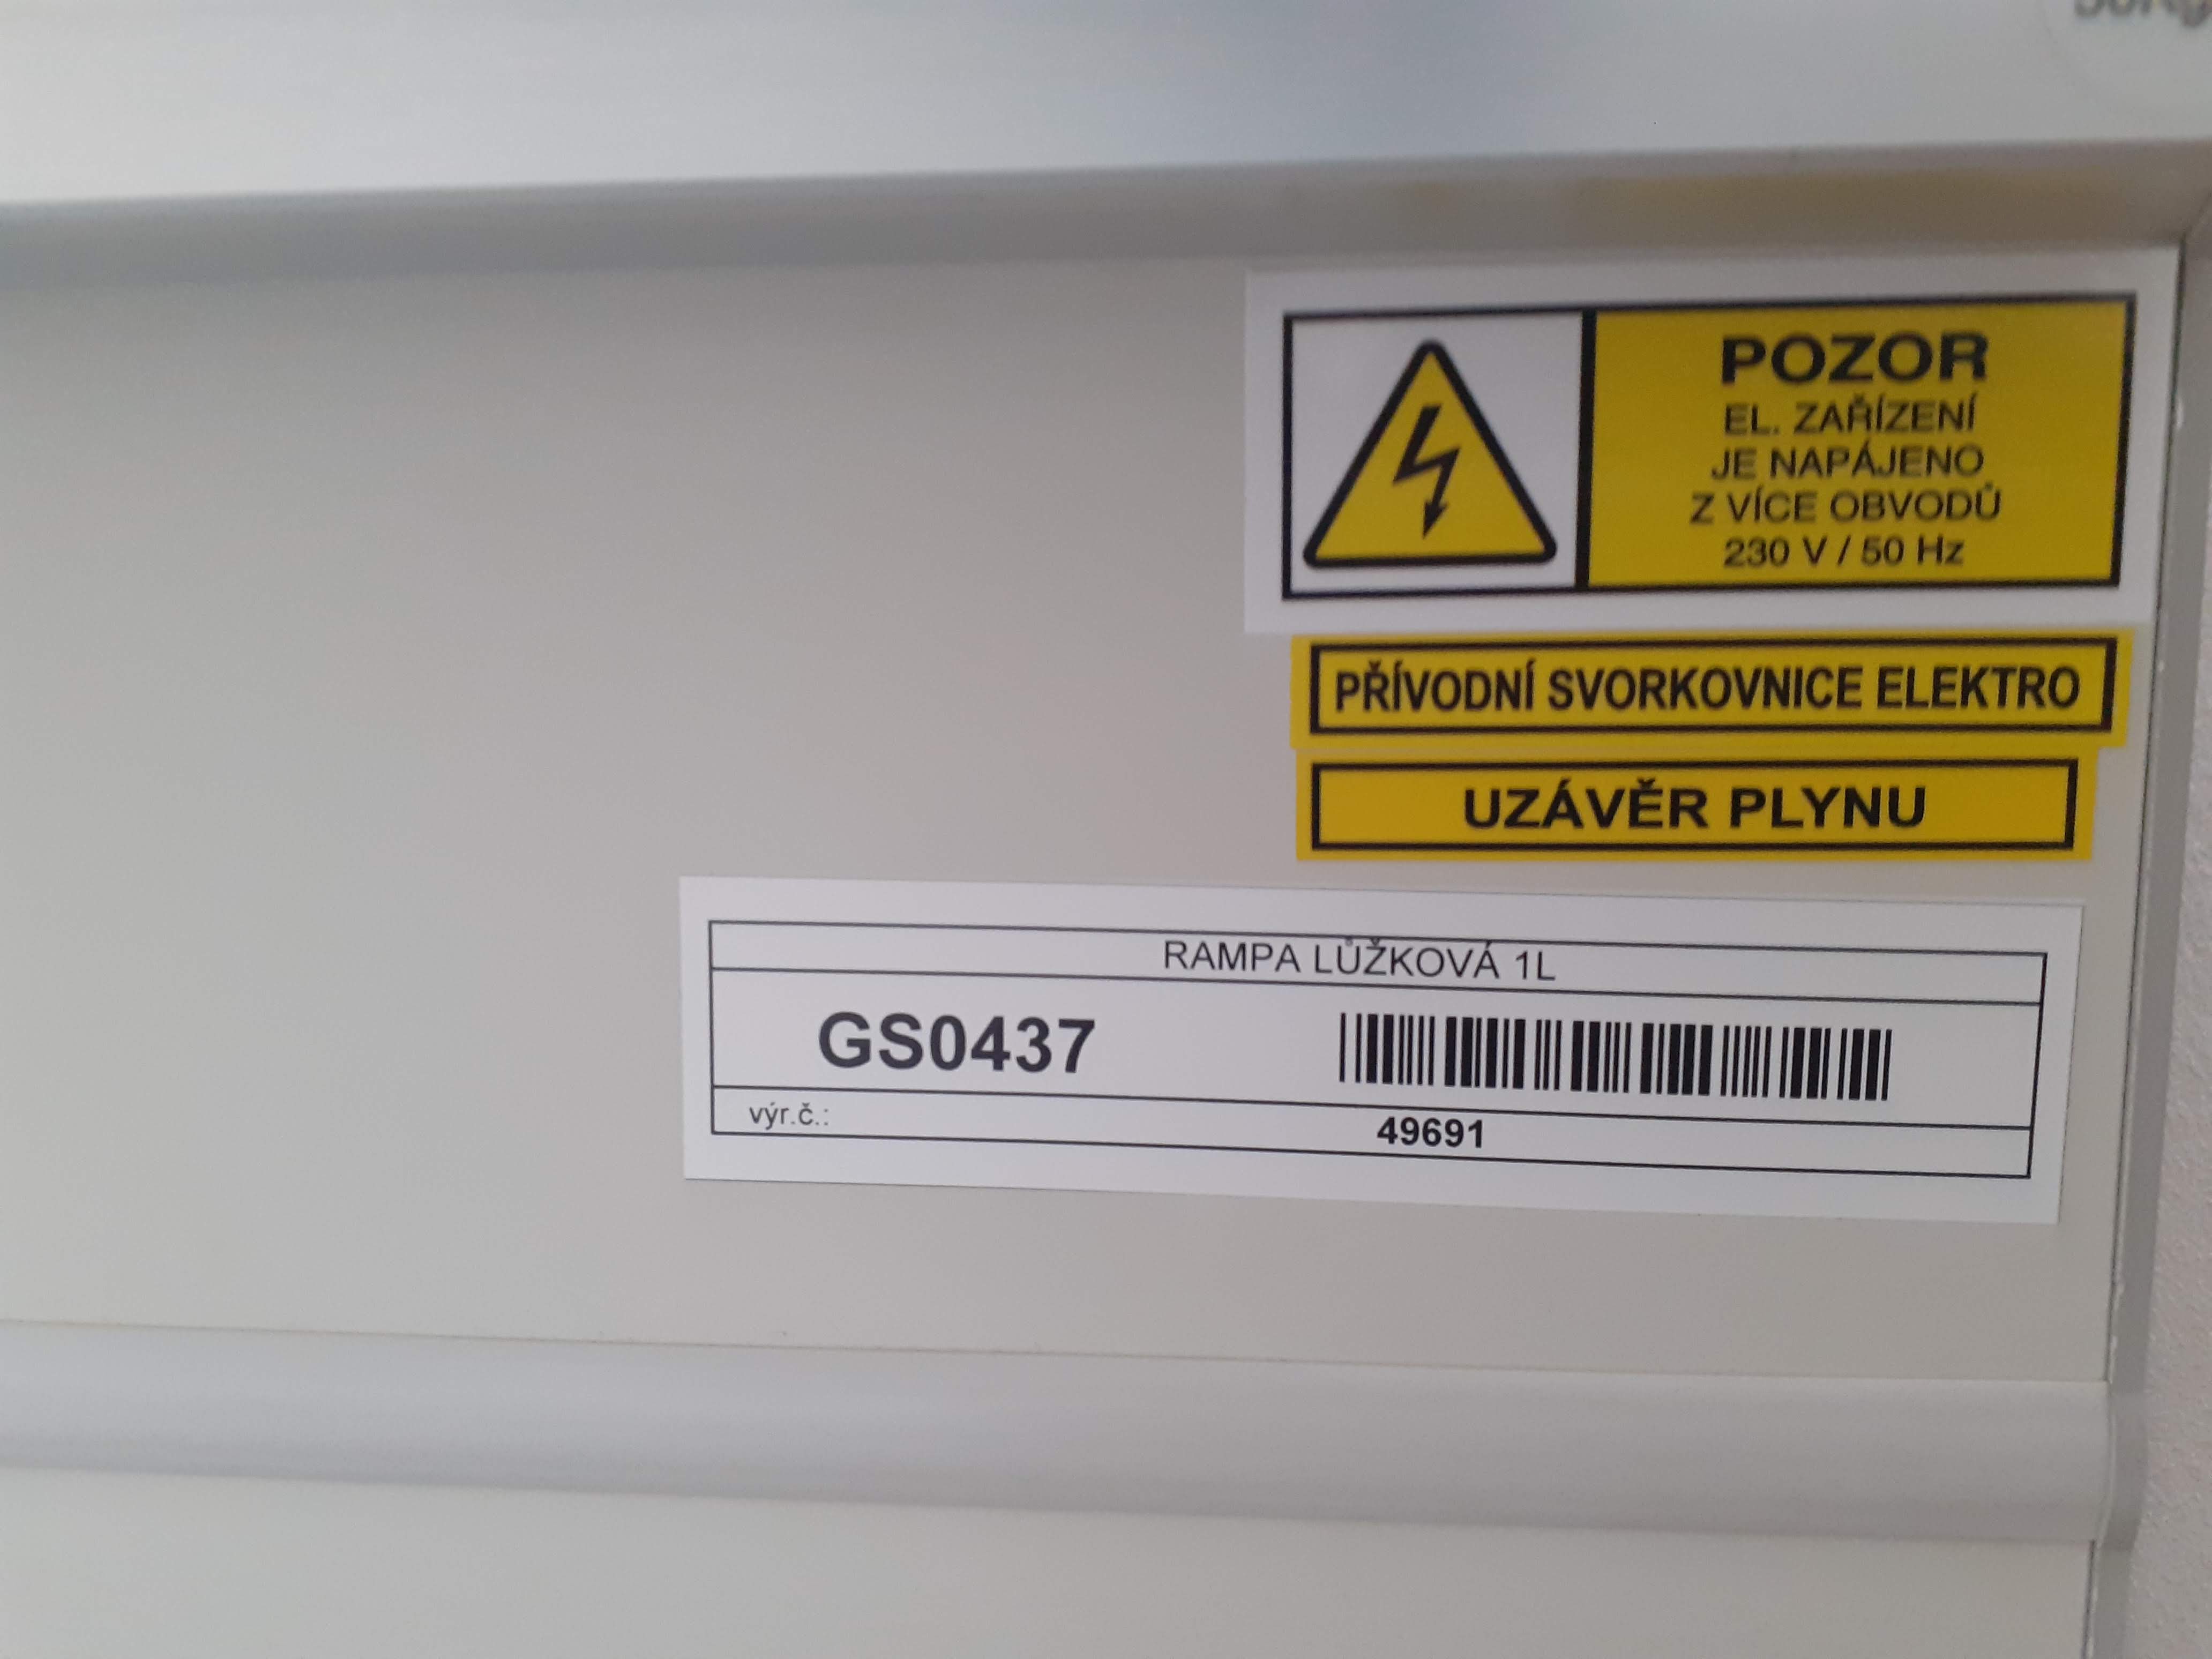 POZOR
EL. ZAŘÍZENÍ
JE NAPÁJENO
Z VÍCE OBVODŮ
230 V / 50 Hz
PŘÍVODNÍ SVORKOVNICE ELEKTRO
UZÁVĚR PLYNU
RAMPA LŮŽKOVÁ 1L
GS0437
výr.č.: 49691